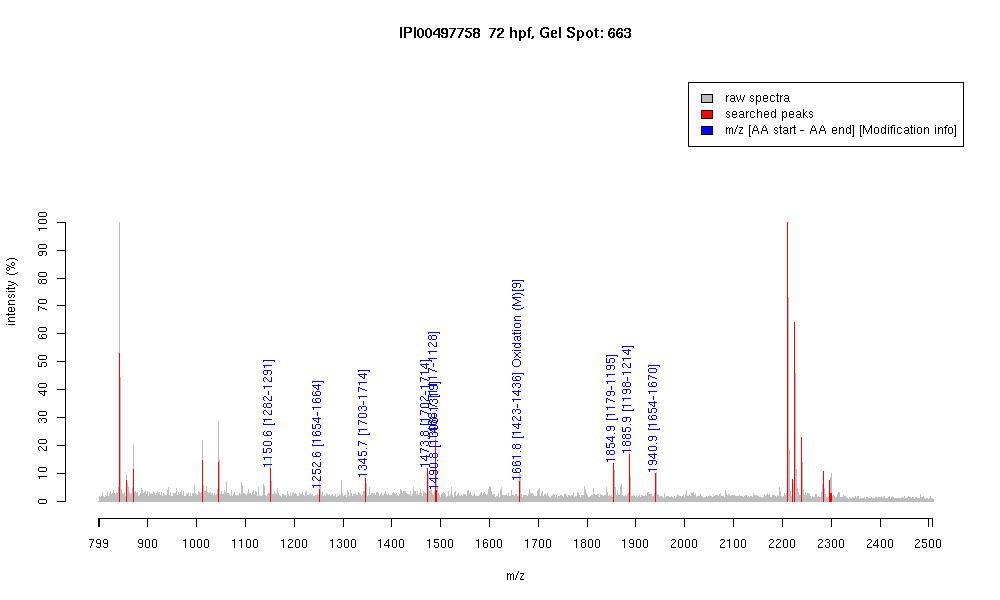 IPI00497758 72 hpf, Gel Spot: 663
raw spectra
searched peaks
m/z [AA start - AA end] [Modification info]
intensity (%)
100
90
80
70
60
50
40
30
20
10
0
1150.6 [1282-1291]
1252.6 [1654-1664]
1345.7 [1703-1714]
1473.8 [1702-1714]
1661.8 [1423-1436] Oxidation (M)[9]
1854.9 [1179-1195]
1885.9 [1198-1214]
1940.9 [1654-1670]
799 900 1000 1100 1200 1300 1400 1500 1600 1700 1800 1900 2000 2100 2200 2300 2400 2500
m/z